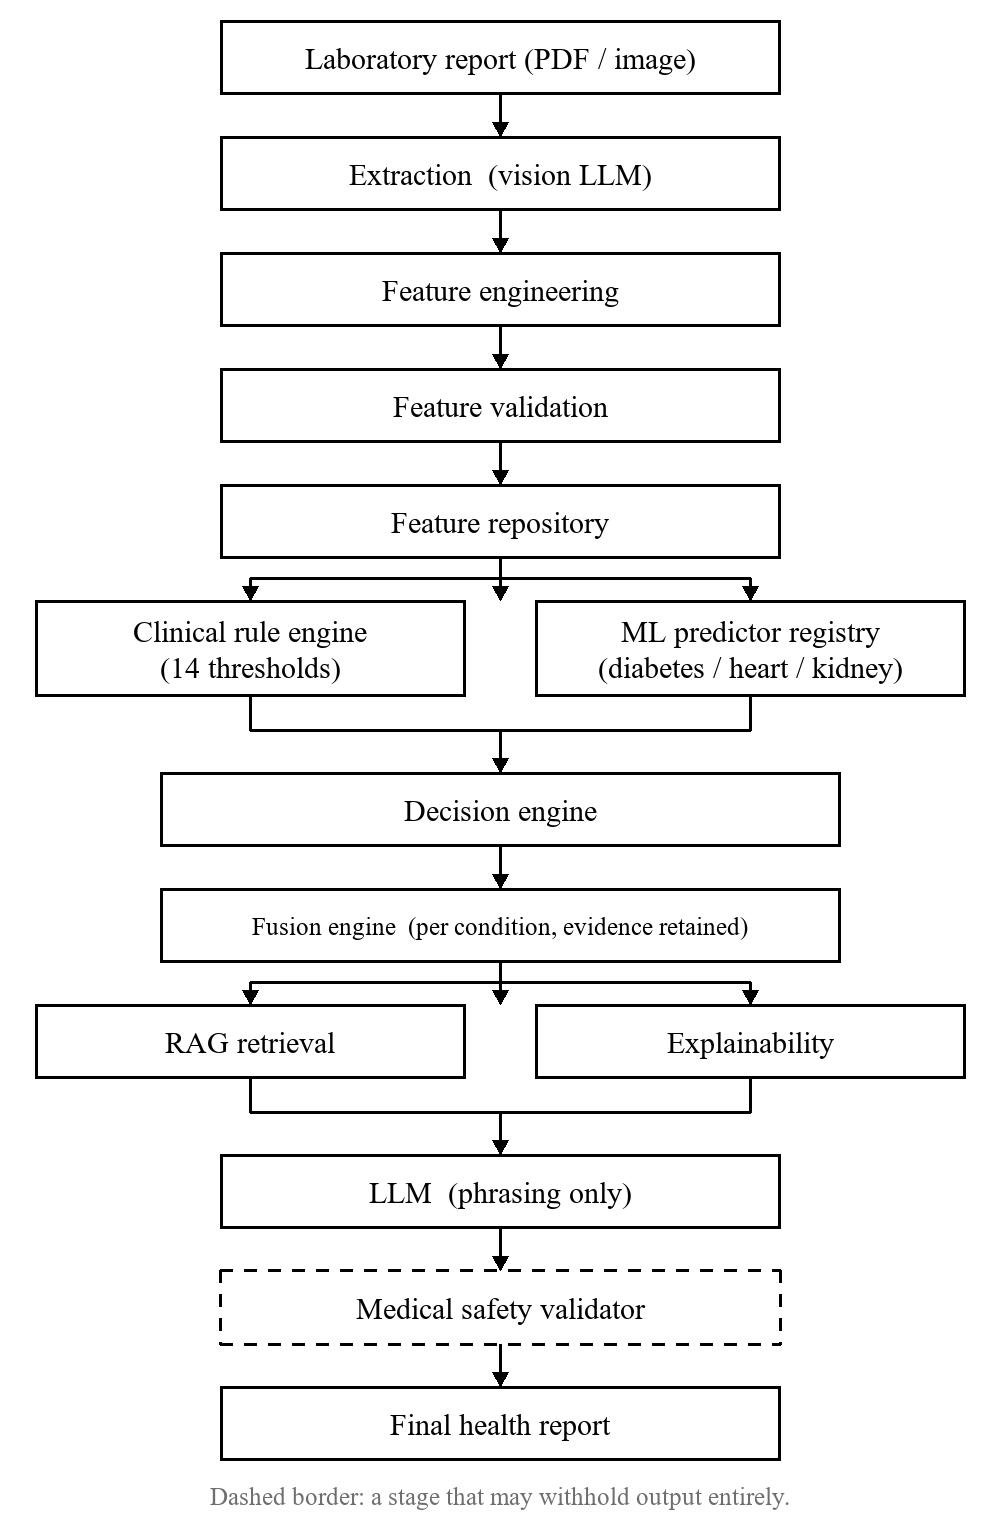 Laboratory report (PDF / image)
Extraction (vision LLM)
Feature engineering
Feature validation
Feature repository
Clinical rule engine
(14 thresholds)
ML predictor registry
(diabetes / heart / kidney)
Decision engine
Fusion engine (per condition, evidence retained)
RAG retrieval
Explainability
LLM (phrasing only)
Medical safety validator
Final health report
Dashed border: a stage that may withhold output entirely.